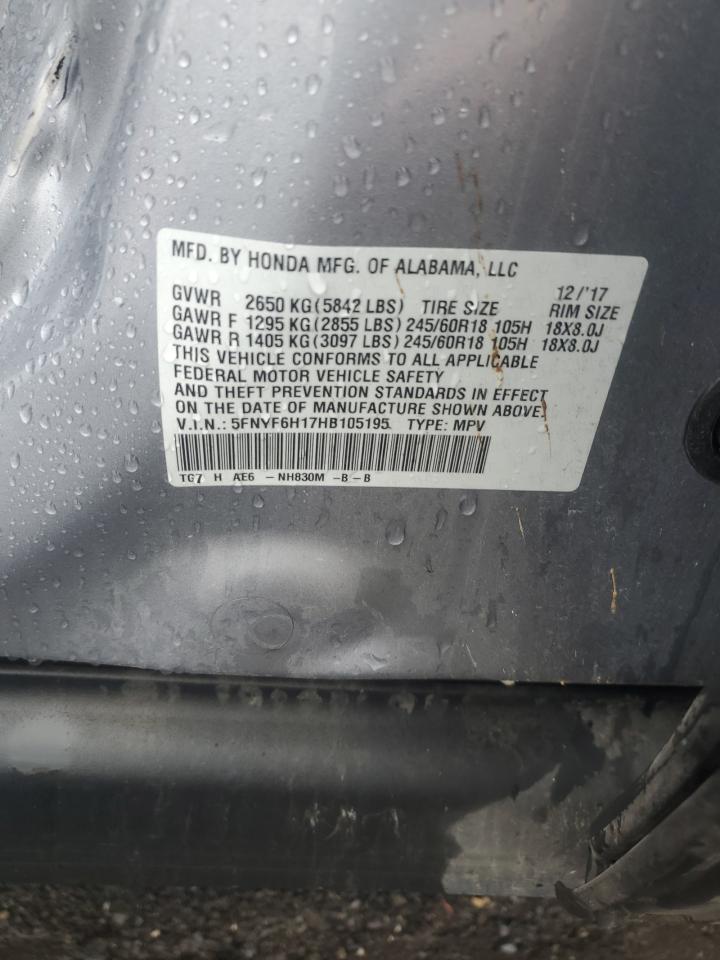 MFD. BY HONDA MFG. OF ALABAMA, LLC 12/'17
GVWR 2650 KG (5842 LBS) TIRE SIZE RIM SIZE
GAWR F 1295 KG (2855 LBS) 245/60R18 105H 18X8.0J
GAWR R 1405 KG (3097 LBS) 245/60R18 105H 18X8.0J
THIS VEHICLE CONFORMS TO ALL APPLICABLE
FEDERAL MOTOR VEHICLE SAFETY
AND THEFT PREVENTION STANDARDS IN EFFECT
ON THE DATE OF MANUFACTURE SHOWN ABOVE.
V.I.N.: 5FNYF6H17HB105195 TYPE: MPV
TG7 H AE6 -NH830M -B-B